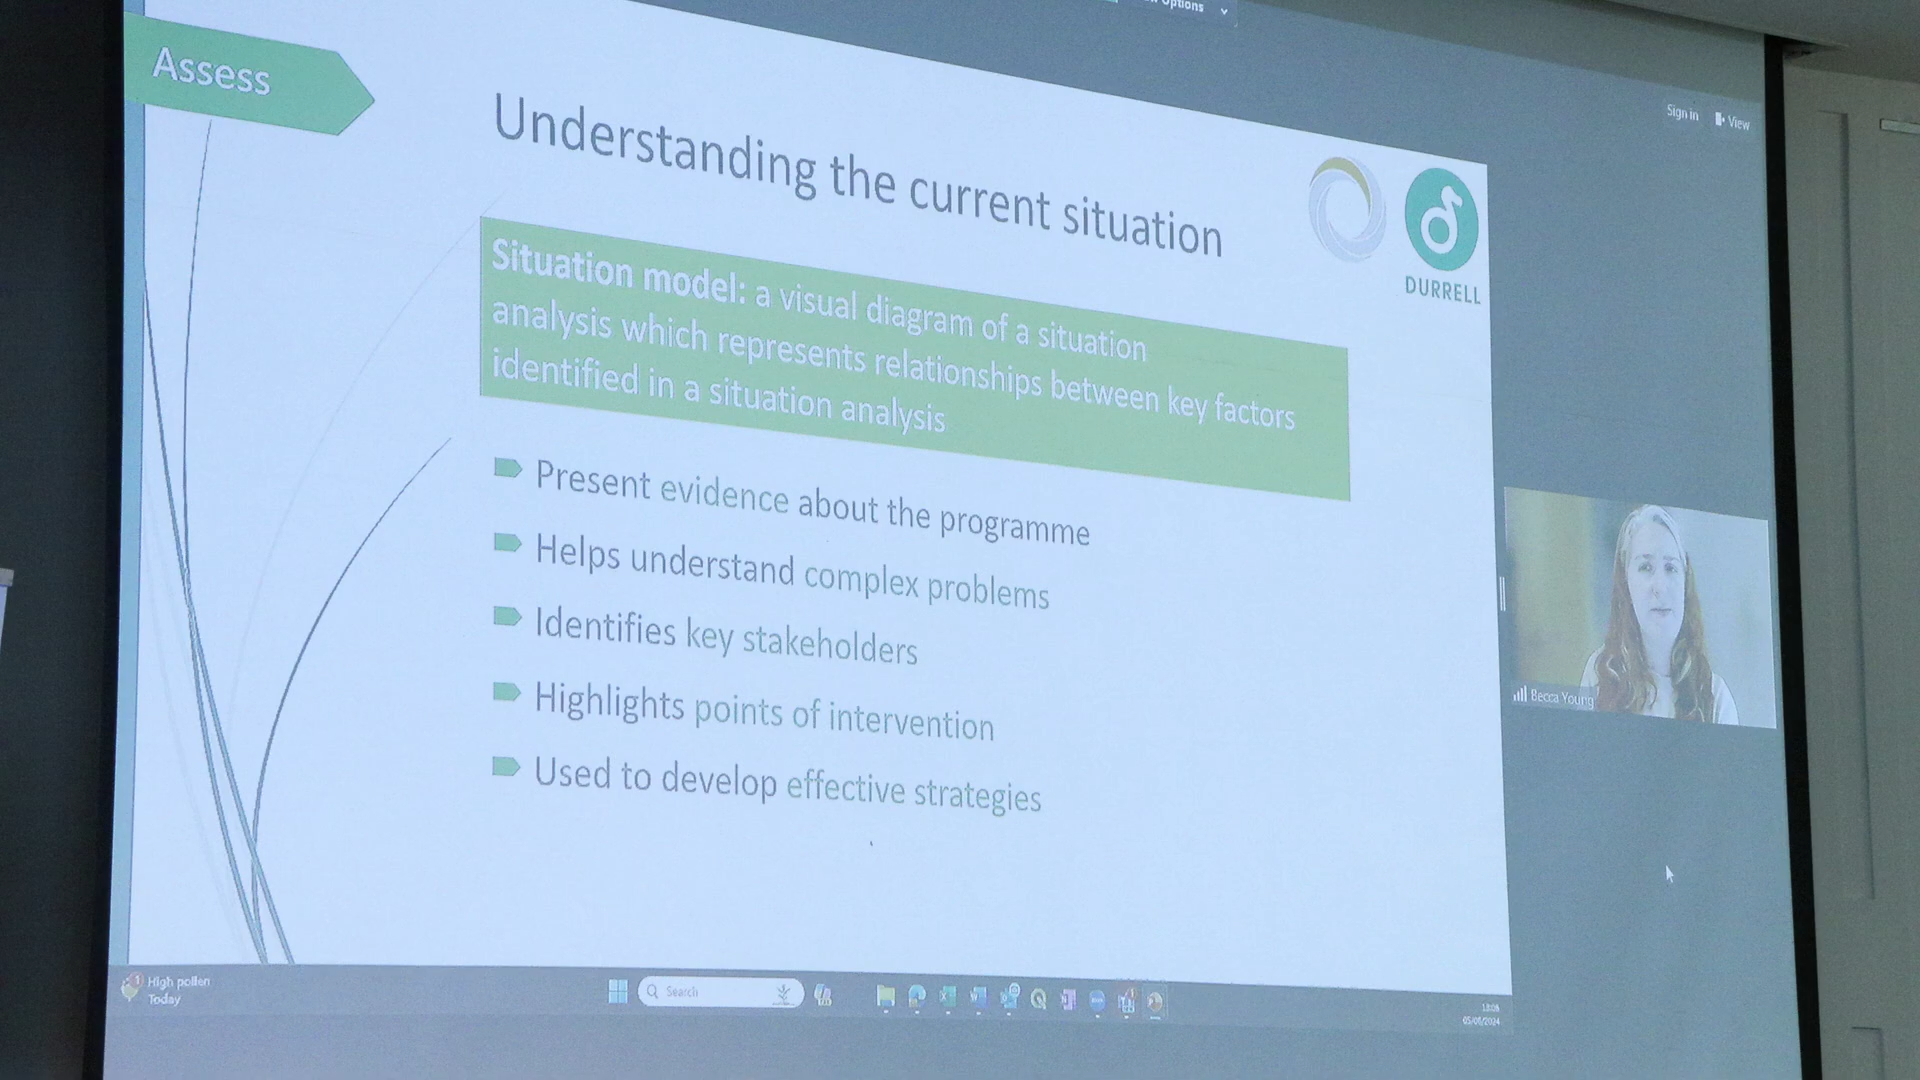 Options
Sign in
View
Assess
Understanding the current situation
DURRELL
Situation model: a visual diagram of a situation
analysis which represents relationships between key factors
identified in a situation analysis
Present evidence about the programme
Helps understand complex problems
Identifies key stakeholders
Highlights points of intervention
Used to develop effective strategies
Becca Young
High pollen
Today
Search